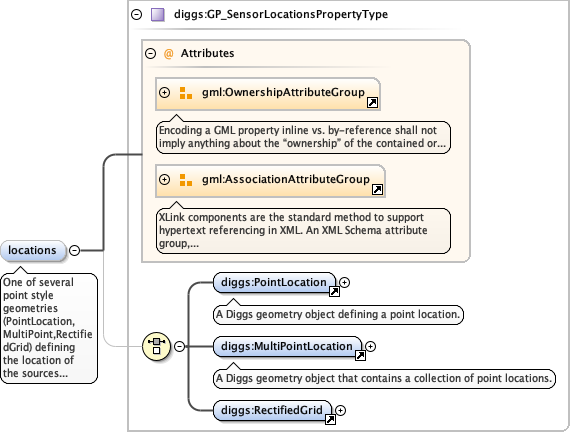 diggs:GP_SensorLocationsPropertyType
@ Attributes
gml:OwnershipAttributeGroup
Encoding a GML property inline vs. by-reference shall not
imply anything about the “ownership” of the contained or...
gml:AssociationAttributeGroup
XLink components are the standard method to support
hypertext referencing in XML. An XML Schema attribute
group,...
locations
One of several
point style
geometries
(PointLocation,
MultiPoint,Rectifie
dGrid) defining
the location of
the sources...
diggs:PointLocation
A Diggs geometry object defining a point location.
diggs:MultiPointLocation
A Diggs geometry object that contains a collection of point locations.
diggs:RectifiedGrid